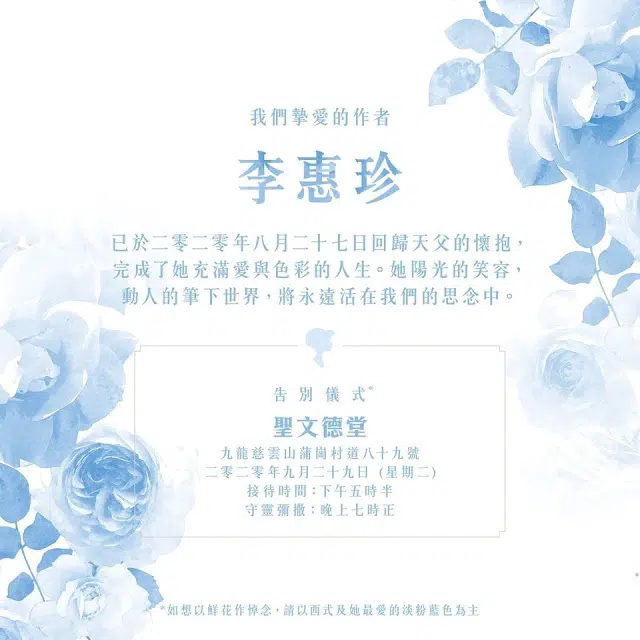 我們摯愛的作者
李惠珍
已於二零二零年八月二十七日回歸天父的懷抱，
完成了她充滿愛與色彩的人生。她陽光的笑容，
動人的筆下世界，將永遠活在我們的思念中。
告別儀式*
聖文德堂
九龍慈雲山蒲崗村道八十九號
二零二零年九月二十九日 (星期二)
接待時間：下午五時半
守靈彌撒：晚上七時正
*如想以鮮花作悼念，請以西式及她最愛的淡粉藍色為主